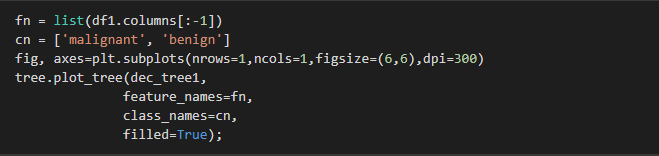 fn = list(df1.columns[:-1])
cn = ['malignant', 'benign']
fig, axes=plt.subplots(nrows=1,ncols=1,figsize=(6,6),dpi=300)
tree.plot_tree(dec_tree1,
              feature_names=fn,
              class_names=cn,
              filled=True);